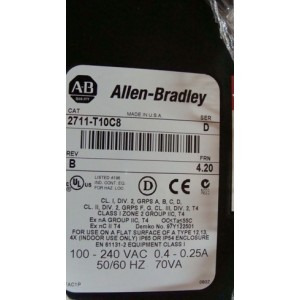 AB
Allen-Bradley
MADE IN U.S.A.
CAT
SER
2711-T10C8
D
REV
FRN
B
4.20
CL I, DIV 2, GRPS A, B, C, D,
CL. II, DIV. 2, GRPS F, G, CL. III, DIV. 2, T4
CLASS I ZONE 2 GROUP IIC, T4
Ex nA GROUP IIC, T4
Ex nC II T4 Demko No. 97Y122501
FOR USE ON A FLAT SURFACE OF A TYPE 12,13
4X (INDOOR USE ONLY) IP65 OR IP54 ENCLOSURE
EN 61131-2 EQUIPMENT CLASS I
100 - 240 VAC 0.4 - 0.25A
50/60 HZ 70VA